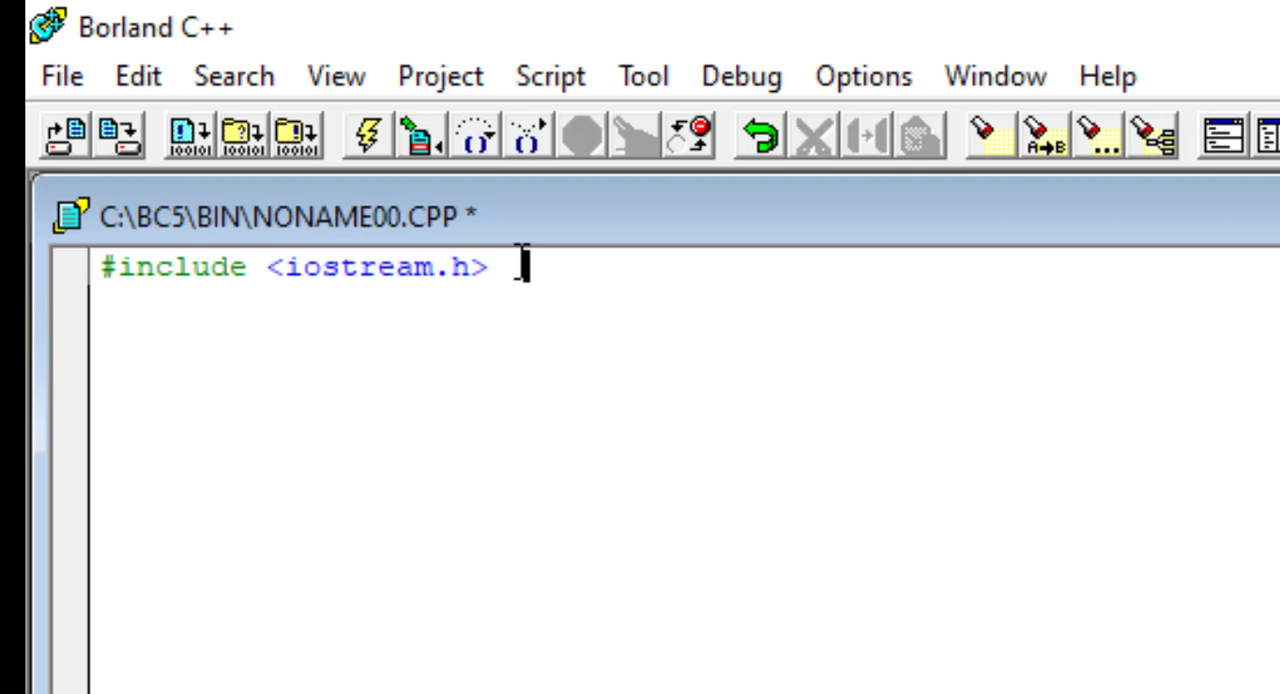 Borland C++
File Edit Search View Project Script Tool Debug Options Window Help
C:\BC5\BIN\NONAME00.CPP *
#include <iostream.h>